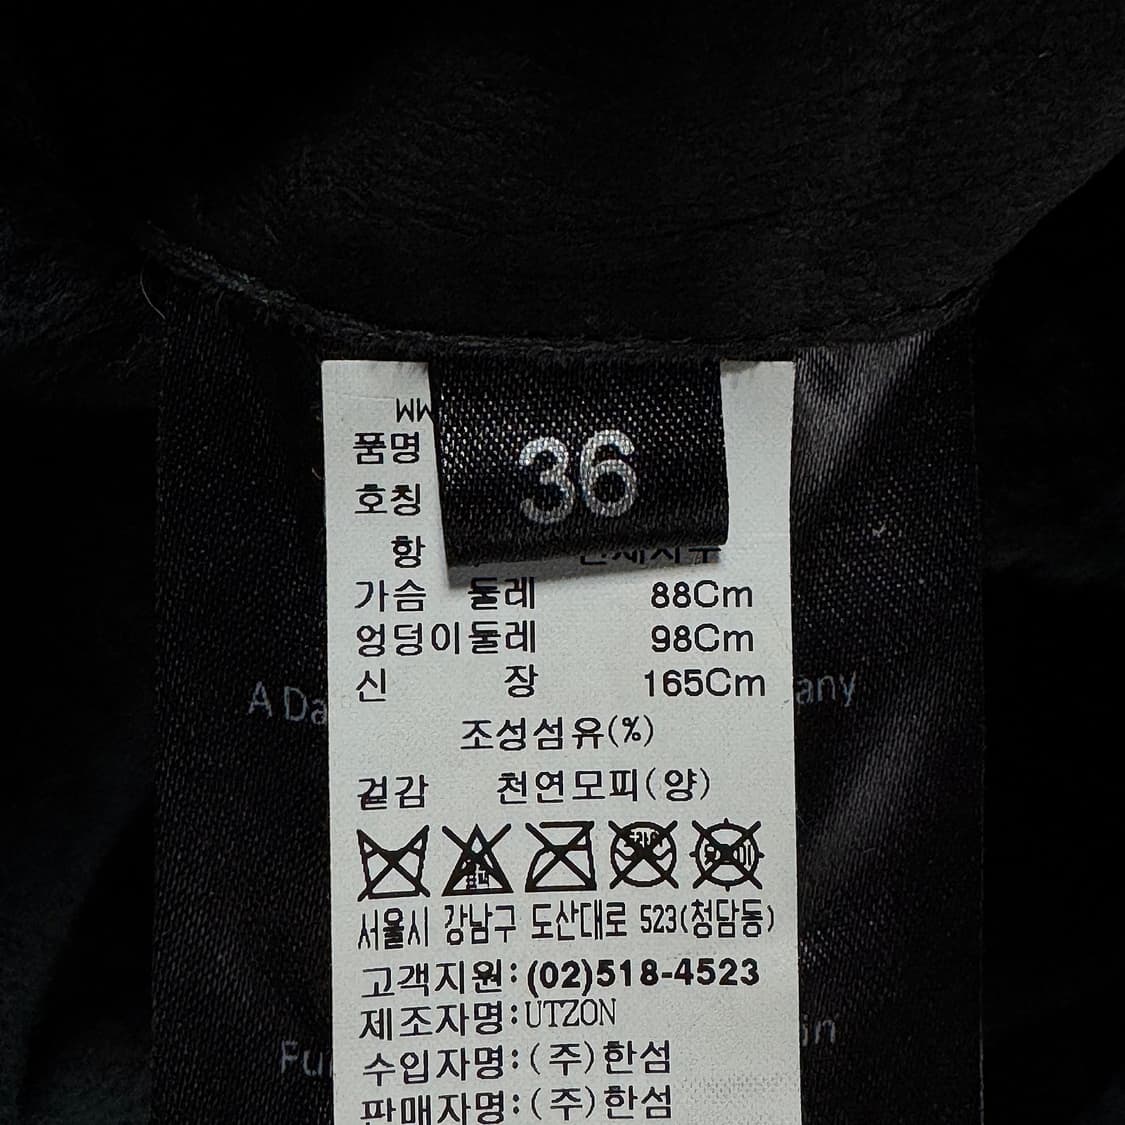 36
품명
호칭
항
가슴 둘레 88Cm
엉덩이둘레 98Cm
신 장 165Cm
조성섬유(%)
겉감 천연모피(양)
서울시 강남구 도산대로 523(청담동)
고객지원:(02)518-4523
제조자명:UTZON
수입자명:(주)한섬
판매자명:(주)한섬
A Da
any
Fu
in